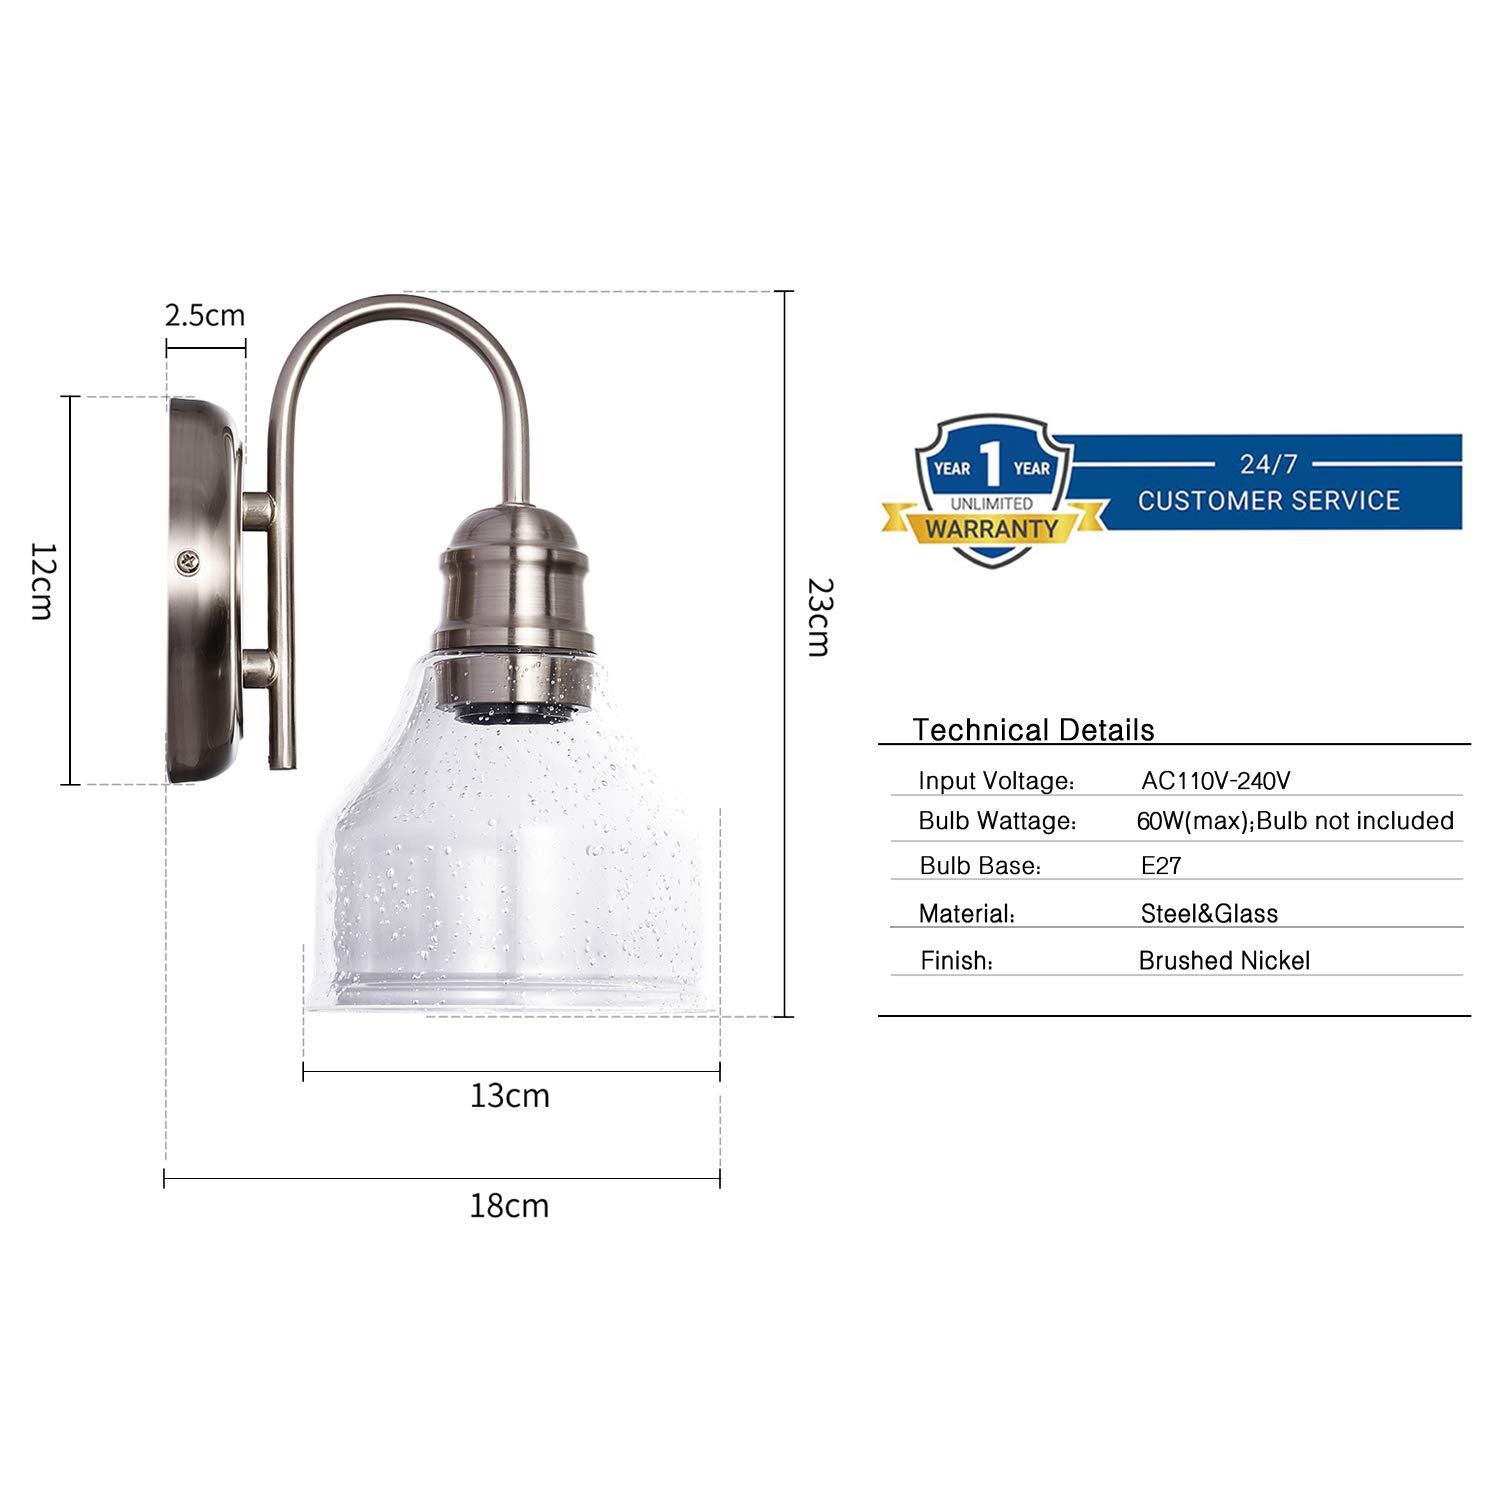 2.5cm
12cm
23cm
13cm
18cm
YEAR 1 YEAR
UNLIMITED
WARRANTY
24/7
CUSTOMER SERVICE
Technical Details
Input Voltage: AC110V-240V
Bulb Wattage: 60W(max);Bulb not included
Bulb Base: E27
Material: Steel&Glass
Finish: Brushed Nickel